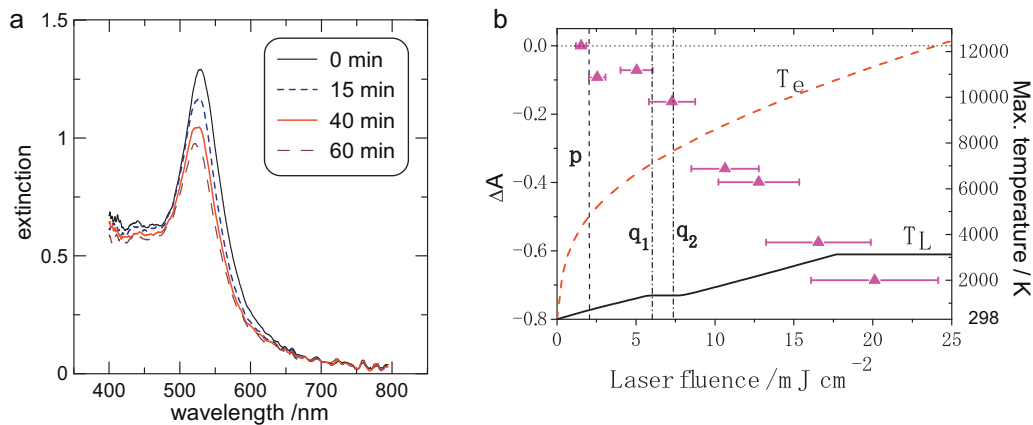 a
1.5
1
0.5
0
extinction
400 500 600 700 800
wavelength /nm
0 min
15 min
40 min
60 min
b
0.0
-0.2
-0.4
-0.6
-0.8
ΔA
p
q1
q2
Te
TL
12000
10000
8000
6000
4000
2000
298
Max. temperature / K
0 5 10 15 20 25
Laser fluence /mJ cm-2